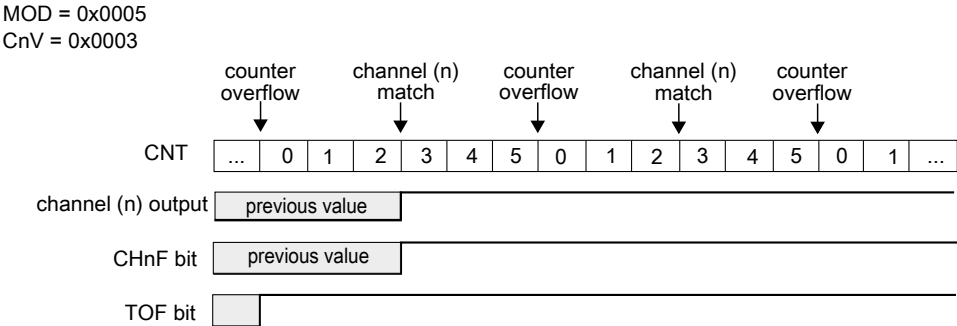 MOD = 0x0005
CnV = 0x0003
counter overflow
channel (n) match
counter overflow
channel (n) match
counter overflow
CNT ... 0 1 2 3 4 5 0 1 2 3 4 5 0 1 ...
channel (n) output previous value
CHnF bit previous value
TOF bit